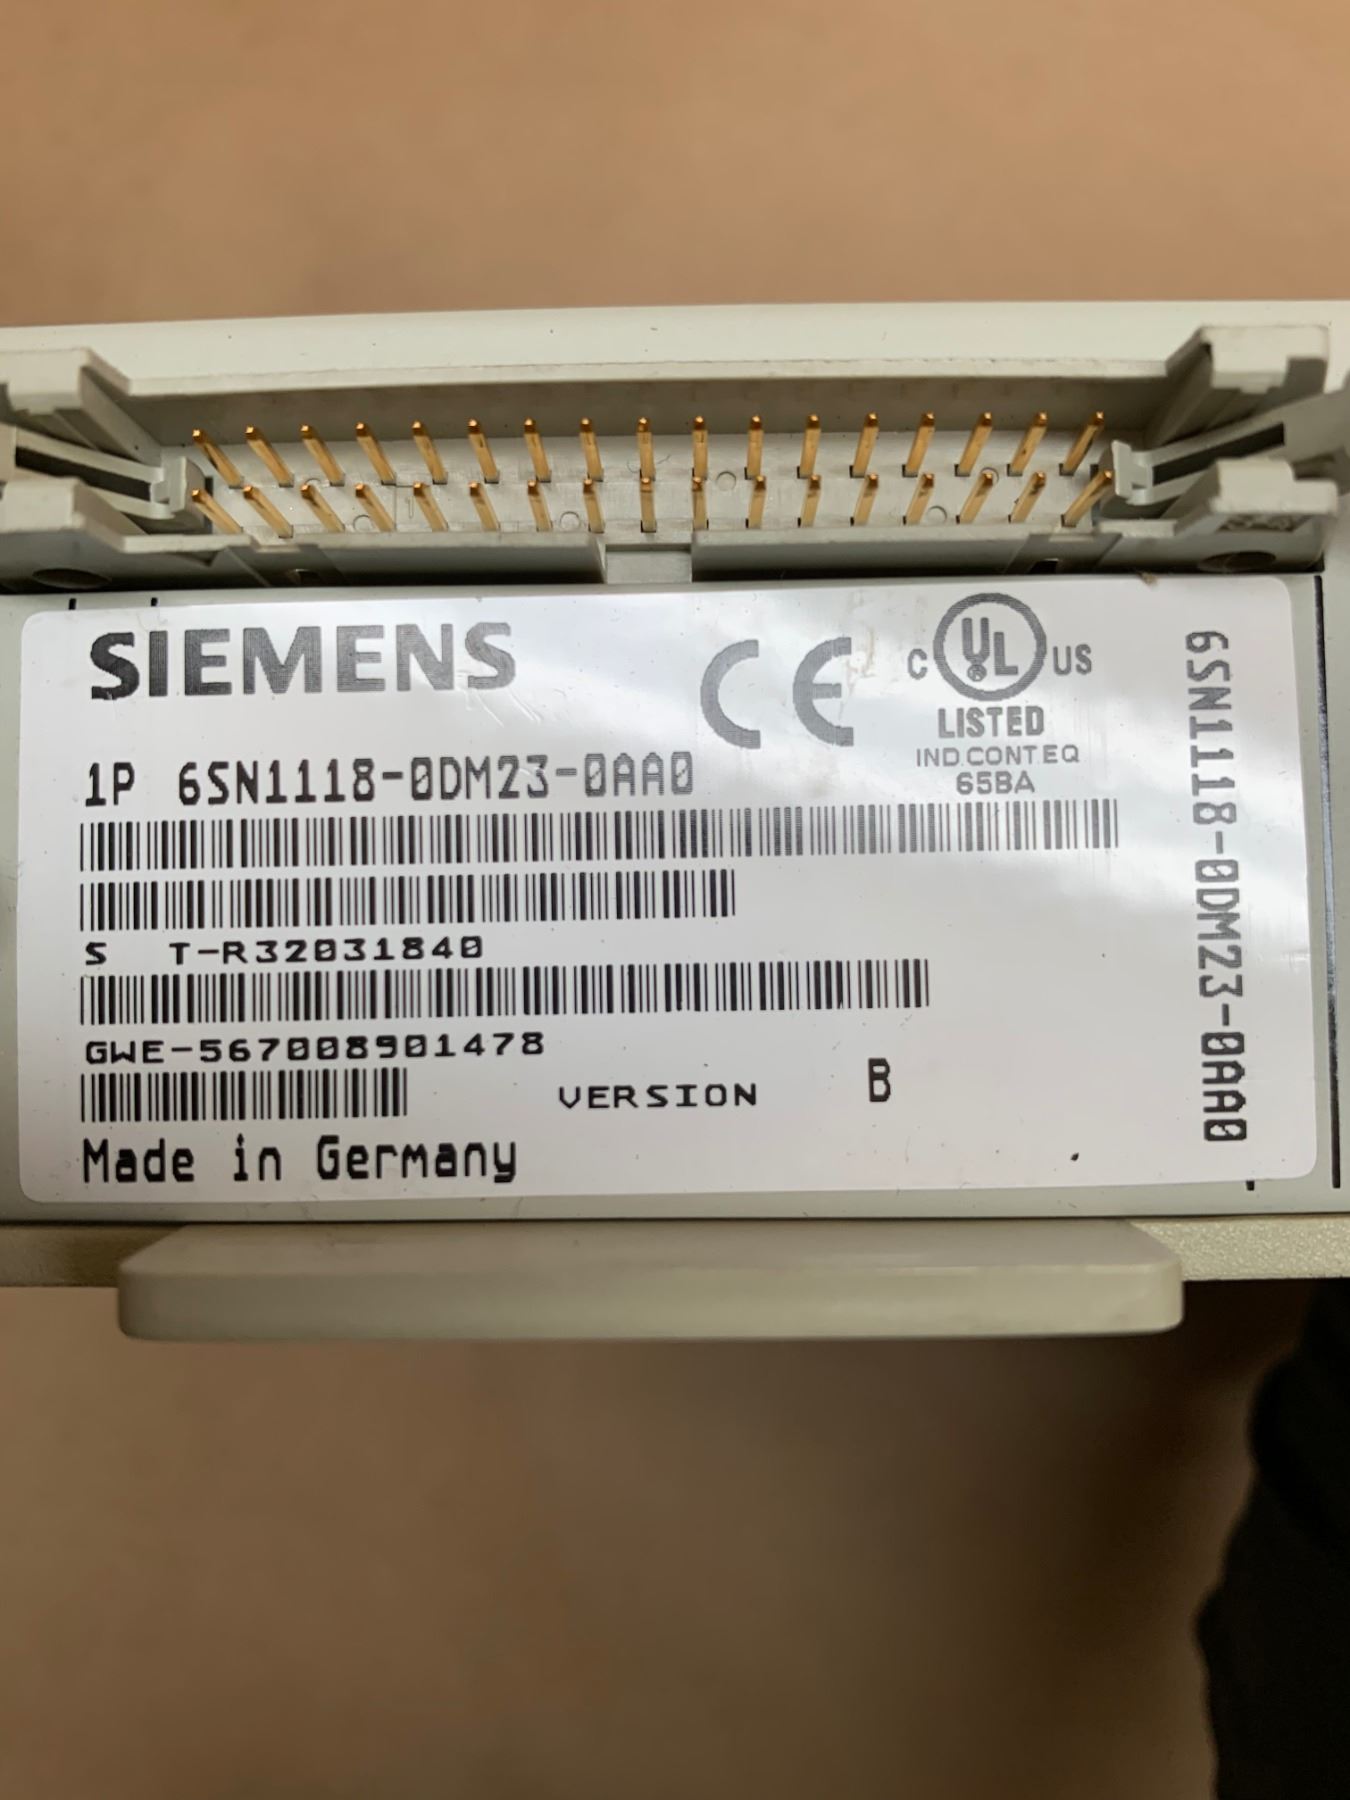 SIEMENS
CE
C UL US
®
LISTED
IND.CONT.EQ
65BA
1P 6SN1118-0DM23-0AA0
S T-R32031840
GWE-567008901478
VERSION B
Made in Germany
6SN1118-0DM23-0AA0